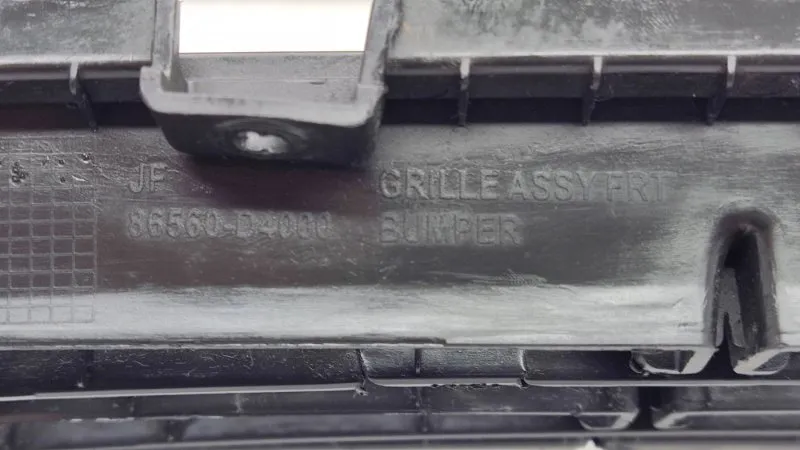 JF
86560-D4000
GRILLE ASSY FRT
BUMPER